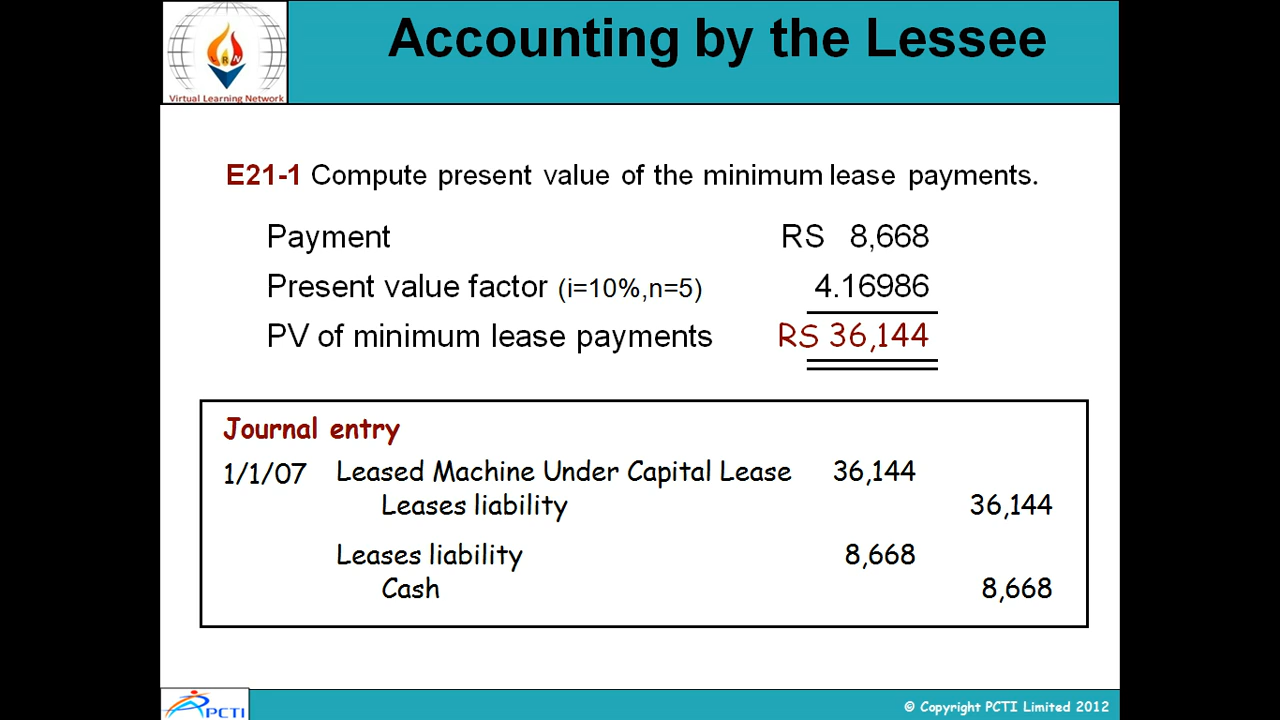 Accounting by the Lessee
Virtual Learning Network
E21-1 Compute present value of the minimum lease payments.
Payment RS 8,668
Present value factor (i=10%,n=5) 4.16986
PV of minimum lease payments RS 36,144
Journal entry
1/1/07 Leased Machine Under Capital Lease 36,144
Leases liability 36,144
Leases liability 8,668
Cash 8,668
PCTI
© Copyright PCTI Limited 2012